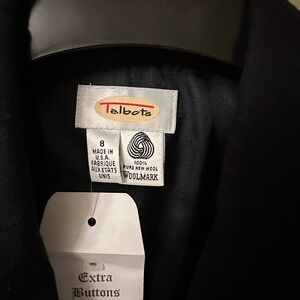 Talbots
8
MADE IN
U.S.A.
FABRIQUE
AUX ETATS
UNIS
100%
PURE NEW WOOL
WOOLMARK
Extra
Buttons